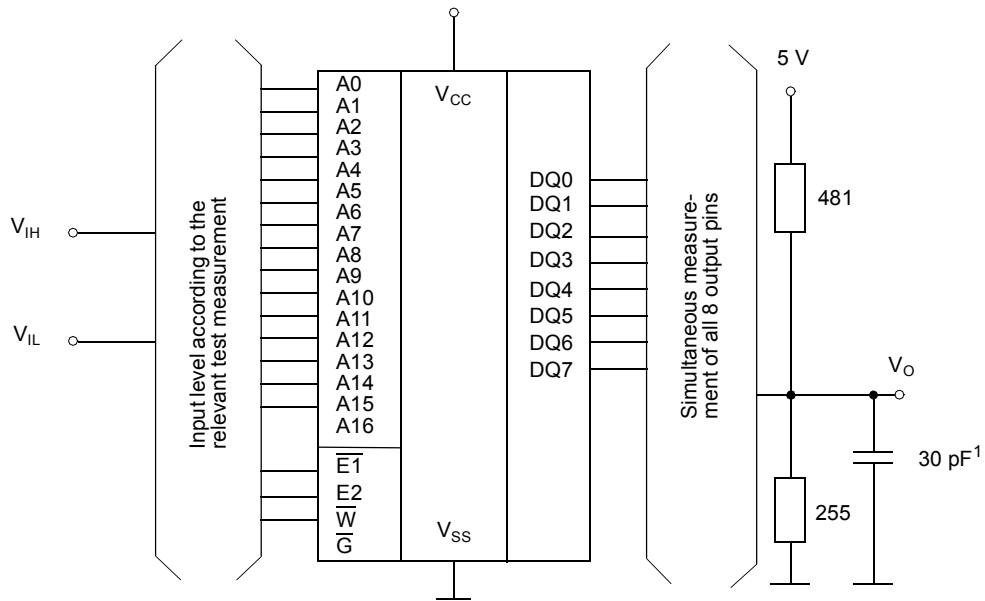 V_IH
V_IL
Input level according to the
relevant test measurement
A0
A1
A2
A3
A4
A5
A6
A7
A8
A9
A10
A11
A12
A13
A14
A15
A16
E1
E2
W
G
V_CC
V_SS
DQ0
DQ1
DQ2
DQ3
DQ4
DQ5
DQ6
DQ7
Simultaneous measure-
ment of all 8 output pins
5 V
481
V_O
30 pF¹
255